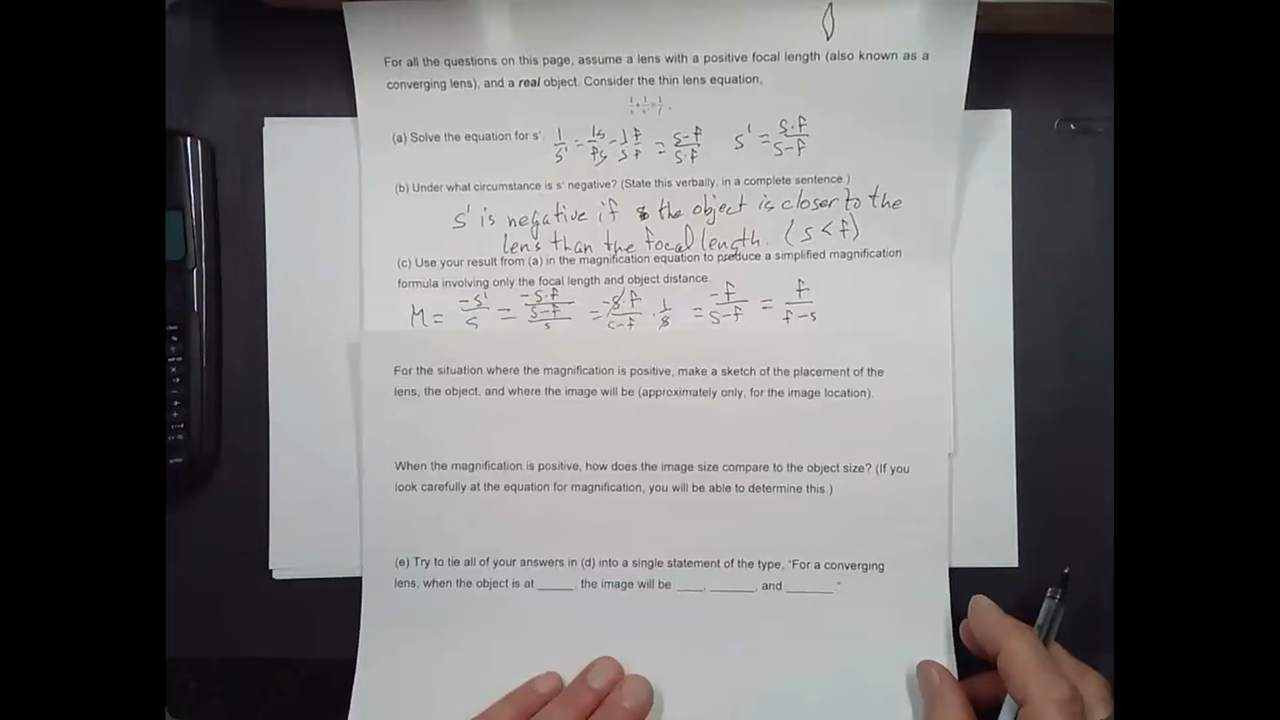 For all the questions on this page, assume a lens with a positive focal length (also known as a
converging lens), and a real object. Consider the thin lens equation,
1/s + 1/s' = 1/f .
(a) Solve the equation for s'. 1/s' = 1s/fs - 1f/sf = s-f/s·f s' = s·f/s-f
(b) Under what circumstance is s' negative? (State this verbally, in a complete sentence.)
s' is negative if the object is closer to the
lens than the focal length. (s < f)
(c) Use your result from (a) in the magnification equation to produce a simplified magnification
formula involving only the focal length and object distance.
M = -s'/s = -s·f/s-f/s = -s·f/s-f · 1/s = -f/s-f = f/f-s
For the situation where the magnification is positive, make a sketch of the placement of the
lens, the object, and where the image will be (approximately only, for the image location).
When the magnification is positive, how does the image size compare to the object size? (If you
look carefully at the equation for magnification, you will be able to determine this.)
(e) Try to tie all of your answers in (d) into a single statement of the type, "For a converging
lens, when the object is at _____, the image will be ____, _______, and _______."